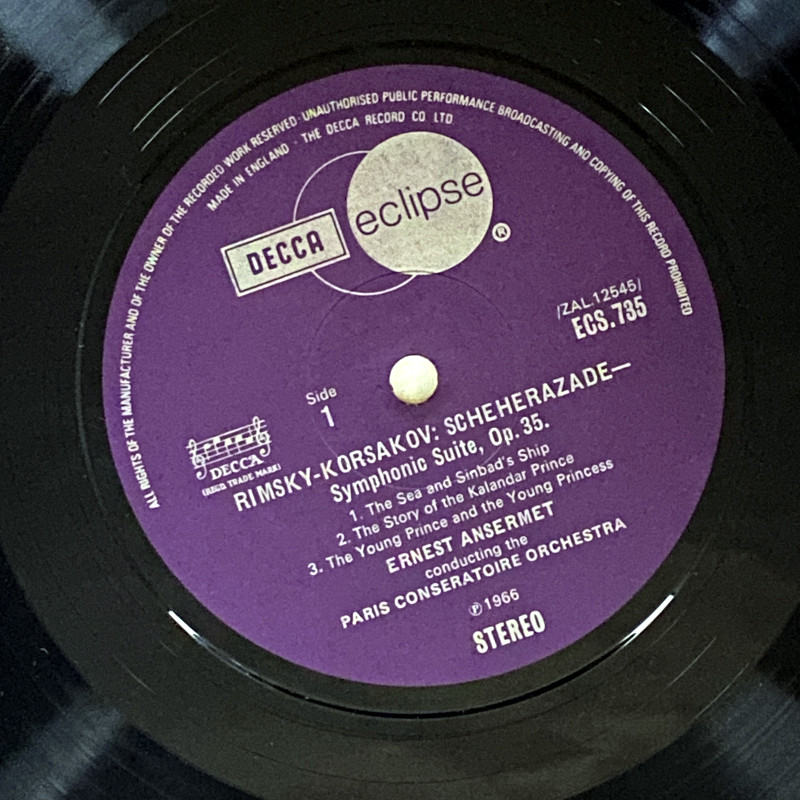 ALL RIGHTS OF THE MANUFACTURER AND OF THE OWNER OF THE RECORDED WORK RESERVED · UNAUTHORISED PUBLIC PERFORMANCE BROADCASTING AND COPYING OF THIS RECORD PROHIBITED
MADE IN ENGLAND · THE DECCA RECORD CO LTD
DECCA eclipse ®
/ZAL.12545/
ECS.735
Side
1
DECCA
(REGD TRADE MARK)
RIMSKY-KORSAKOV: SCHEHERAZADE—
Symphonic Suite, Op. 35.
1. The Sea and Sinbad's Ship
2. The Story of the Kalandar Prince
3. The Young Prince and the Young Princess
ERNEST ANSERMET
conducting the
PARIS CONSERATOIRE ORCHESTRA
℗1966
STEREO